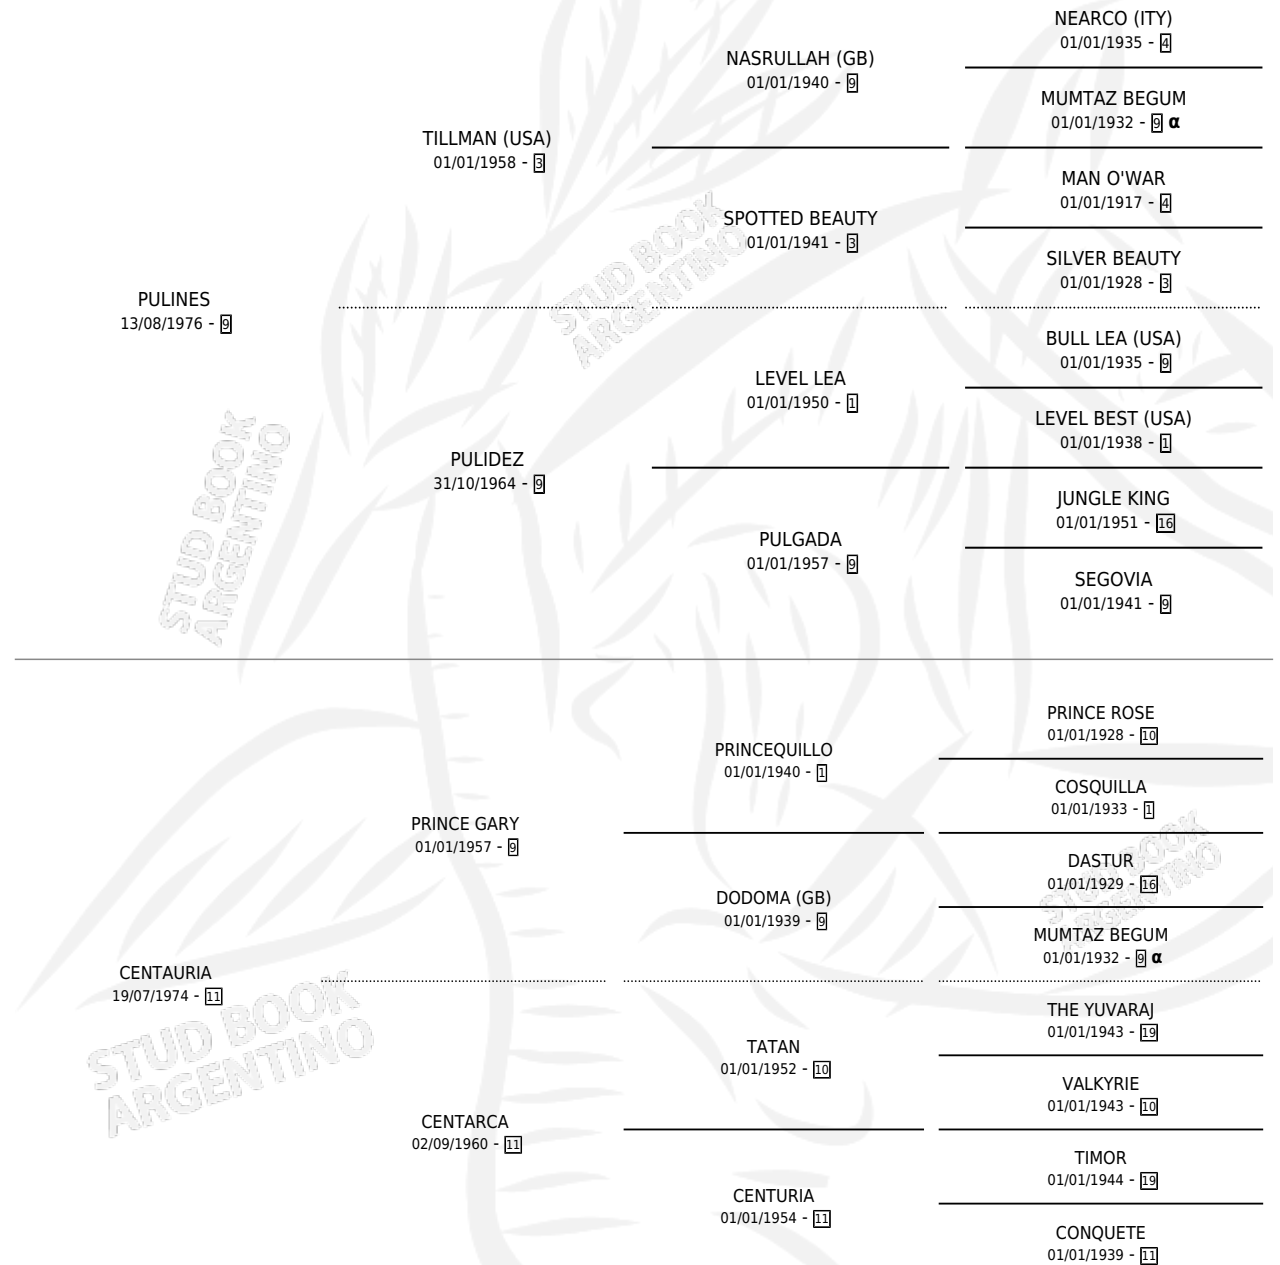 NEARCO (ITY)
01/01/1935 - 4
NASRULLAH (GB)
01/01/1940 - 9
MUMTAZ BEGUM
01/01/1932 - 9 α
TILLMAN (USA)
01/01/1958 - 3
MAN O'WAR
01/01/1917 - 4
SPOTTED BEAUTY
01/01/1941 - 3
SILVER BEAUTY
01/01/1928 - 3
PULINES
13/08/1976 - 9
BULL LEA (USA)
01/01/1935 - 9
LEVEL LEA
01/01/1950 - 1
LEVEL BEST (USA)
01/01/1938 - 1
PULIDEZ
31/10/1964 - 9
JUNGLE KING
01/01/1951 - 16
PULGADA
01/01/1957 - 9
SEGOVIA
01/01/1941 - 9
PRINCE ROSE
01/01/1928 - 10
PRINCEQUILLO
01/01/1940 - 1
COSQUILLA
01/01/1933 - 1
PRINCE GARY
01/01/1957 - 9
DASTUR
01/01/1929 - 16
DODOMA (GB)
01/01/1939 - 9
MUMTAZ BEGUM
01/01/1932 - 9 α
CENTAURIA
19/07/1974 - 11
THE YUVARAJ
01/01/1943 - 19
TATAN
01/01/1952 - 10
VALKYRIE
01/01/1943 - 10
CENTARCA
02/09/1960 - 11
TIMOR
01/01/1944 - 19
CENTURIA
01/01/1954 - 11
CONQUETE
01/01/1939 - 11
STUD BOOK
ARGENTINO
STUD BOOK
ARGENTINO
STUD BOOK
ARGENTINO
STUD BOOK
ARGENTINO